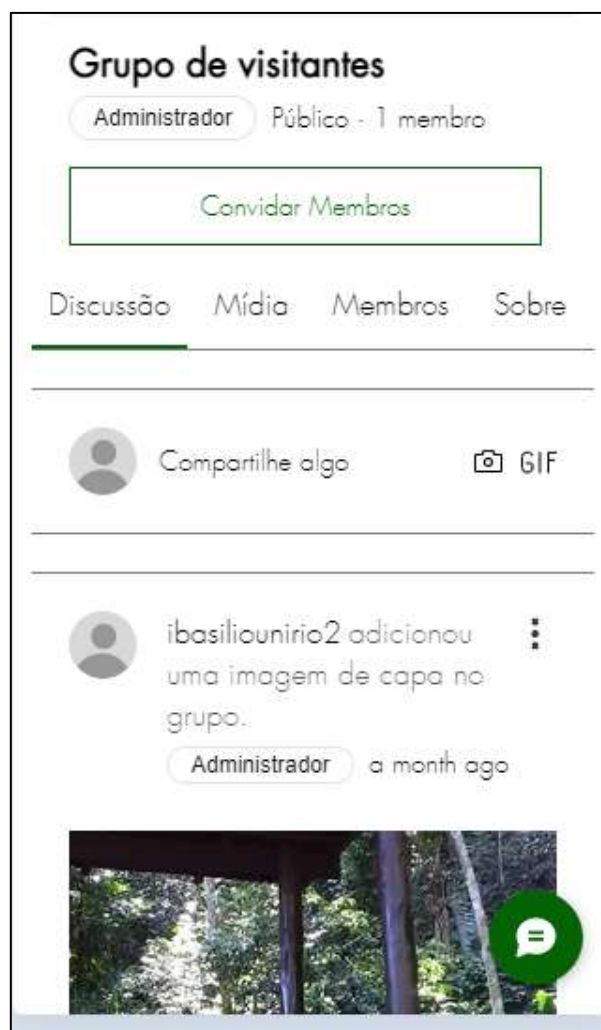 Grupo de visitantes
Administrador Público · 1 membro
Convidar Membros
Discussão Mídia Membros Sobre
Compartilhe algo GIF
ibasiliounirio2 adicionou
uma imagem de capa no
grupo.
Administrador a month ago